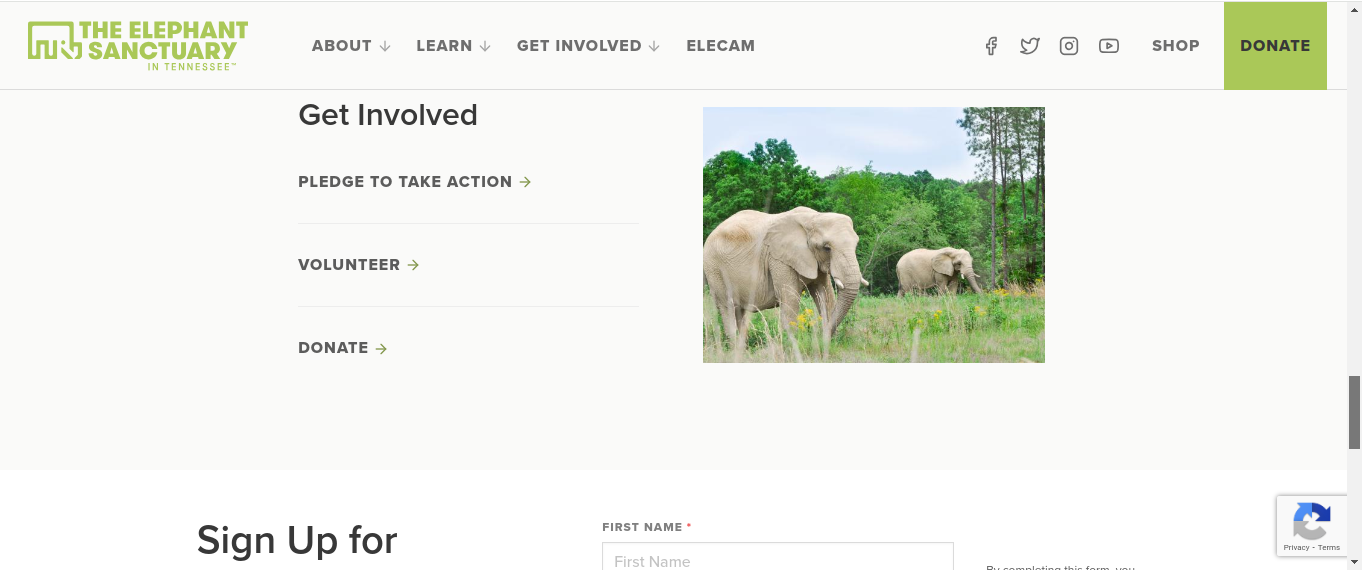 THE ELEPHANT
SANCTUARY
IN TENNESSEE™
ABOUT LEARN GET INVOLVED ELECAM SHOP DONATE
Get Involved
PLEDGE TO TAKE ACTION
VOLUNTEER
DONATE
Sign Up for
FIRST NAME *
First Name
By completing this form, you
Privacy - Terms